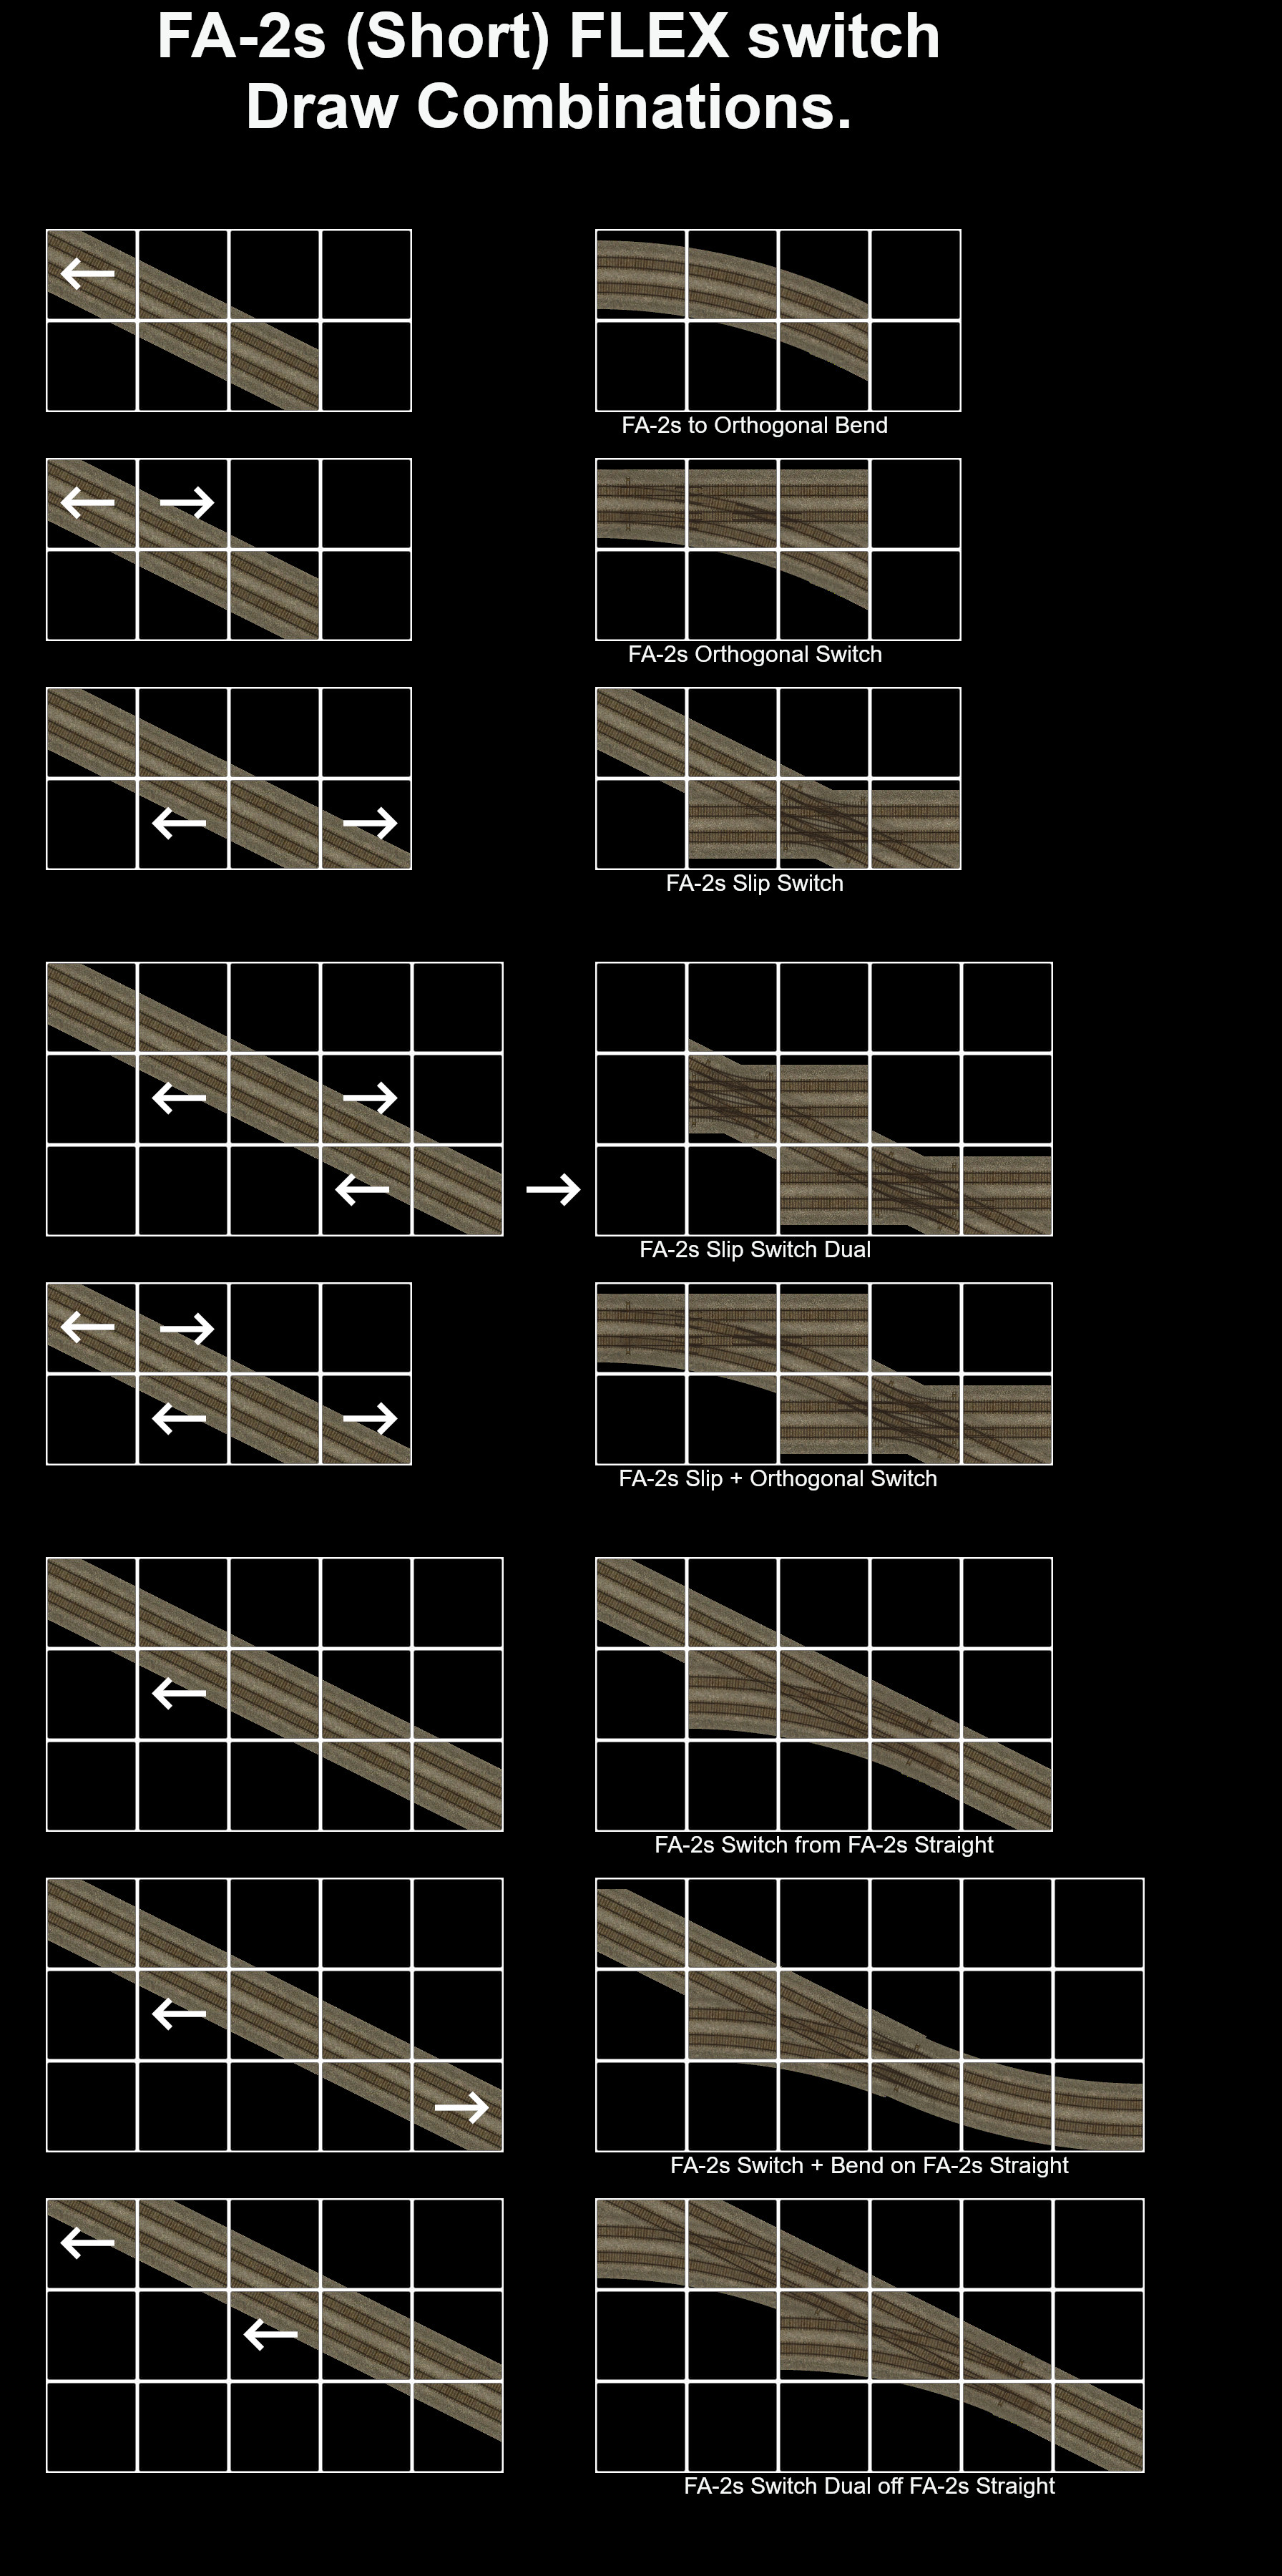 FA-2s (Short) FLEX switch
Draw Combinations.
FA-2s to Orthogonal Bend
FA-2s Orthogonal Switch
FA-2s Slip Switch
FA-2s Slip Switch Dual
FA-2s Slip + Orthogonal Switch
FA-2s Switch from FA-2s Straight
FA-2s Switch + Bend on FA-2s Straight
FA-2s Switch Dual off FA-2s Straight